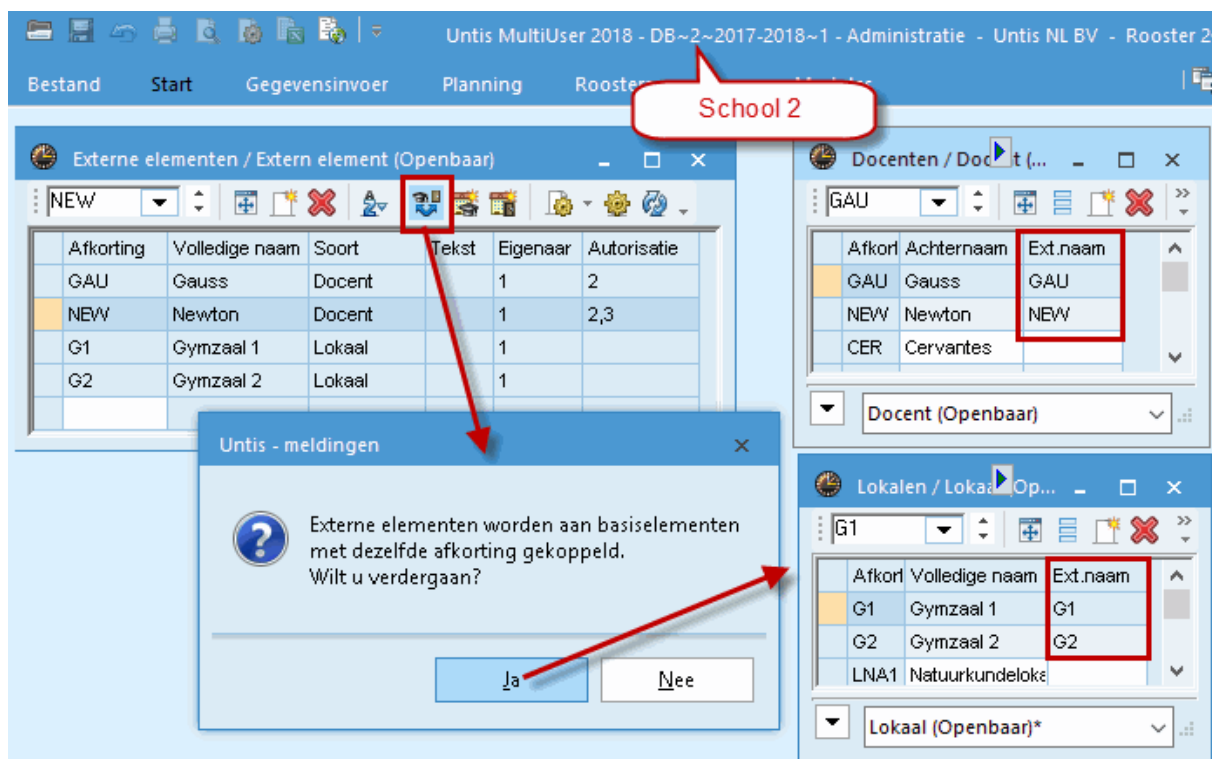 Untis MultiUser 2018 - DB~2~2017-2018~1 - Administratie - Untis NL BV - Rooster 2
Bestand Start Gegevensinvoer Planning
School 2
Externe elementen / Extern element (Openbaar)
NEW
Afkorting Volledige naam Soort Tekst Eigenaar Autorisatie
GAU Gauss Docent 1 2
NEW Newton Docent 1 2,3
G1 Gymzaal 1 Lokaal 1
G2 Gymzaal 2 Lokaal 1
Docenten / Docent (...
GAU
Afkort Achternaam Ext.naam
GAU Gauss GAU
NEW Newton NEW
CER Cervantes
Docent (Openbaar)
Untis - meldingen
Externe elementen worden aan basiselementen
met dezelfde afkorting gekoppeld.
Wilt u verdergaan?
Ja Nee
Lokalen / Lokaal (Op...
G1
Afkort Volledige naam Ext.naam
G1 Gymzaal 1 G1
G2 Gymzaal 2 G2
LNA1 Natuurkundeloka
Lokaal (Openbaar)*